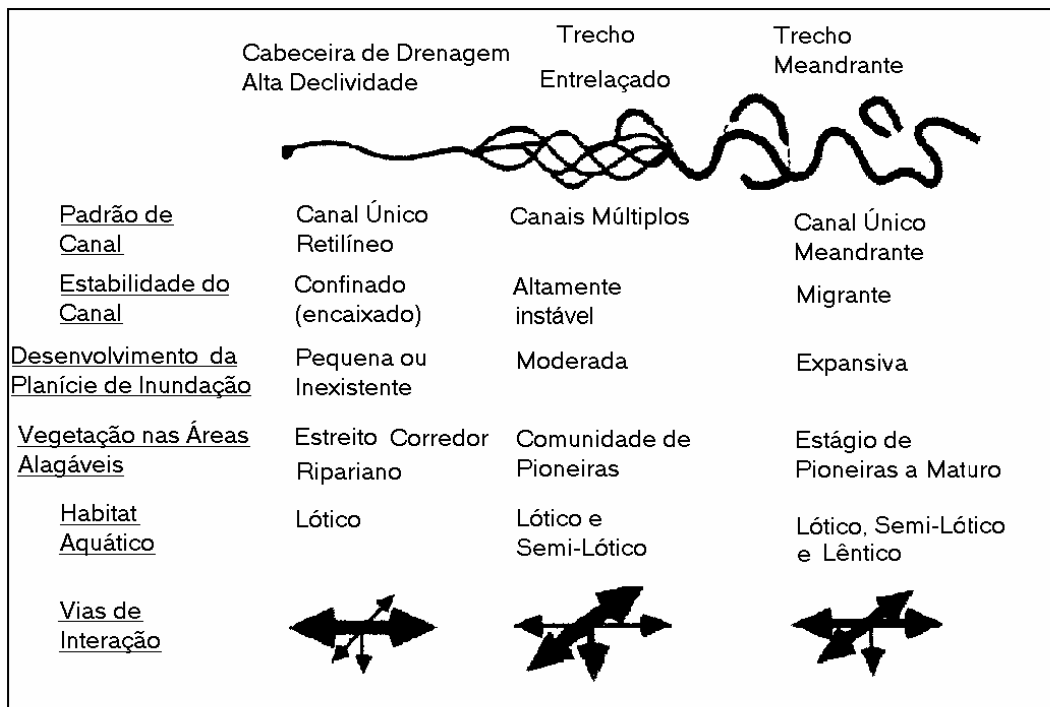 Cabeceira de Drenagem
Alta Declividade
Trecho
Entrelaçado
Trecho
Meandrante
Padrão de
Canal
Canal Único
Retilíneo
Canais Múltiplos
Canal Único
Meandrante
Estabilidade do
Canal
Confinado
(encaixado)
Altamente
instável
Migrante
Desenvolvimento da
Planície de Inundação
Pequena ou
Inexistente
Moderada
Expansiva
Vegetação nas Áreas
Alagáveis
Estreito Corredor
Ripariano
Comunidade de
Pioneiras
Estágio de
Pioneiras a Maturo
Habitat
Aquático
Lótico
Lótico e
Semi-Lótico
Lótico, Semi-Lótico
e Lêntico
Vias de
Interação